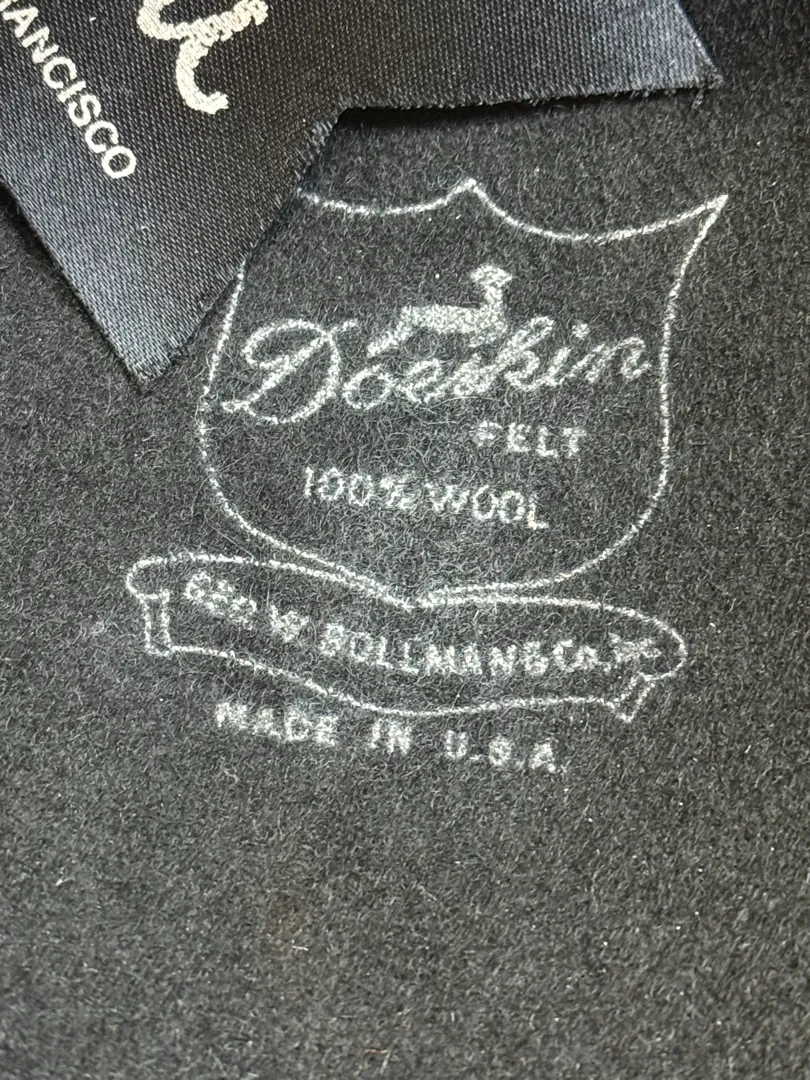 ANCISCO
Doeskin
FELT
100% WOOL
GEO W BOLLMAN & Co. INC
MADE IN U.S.A.